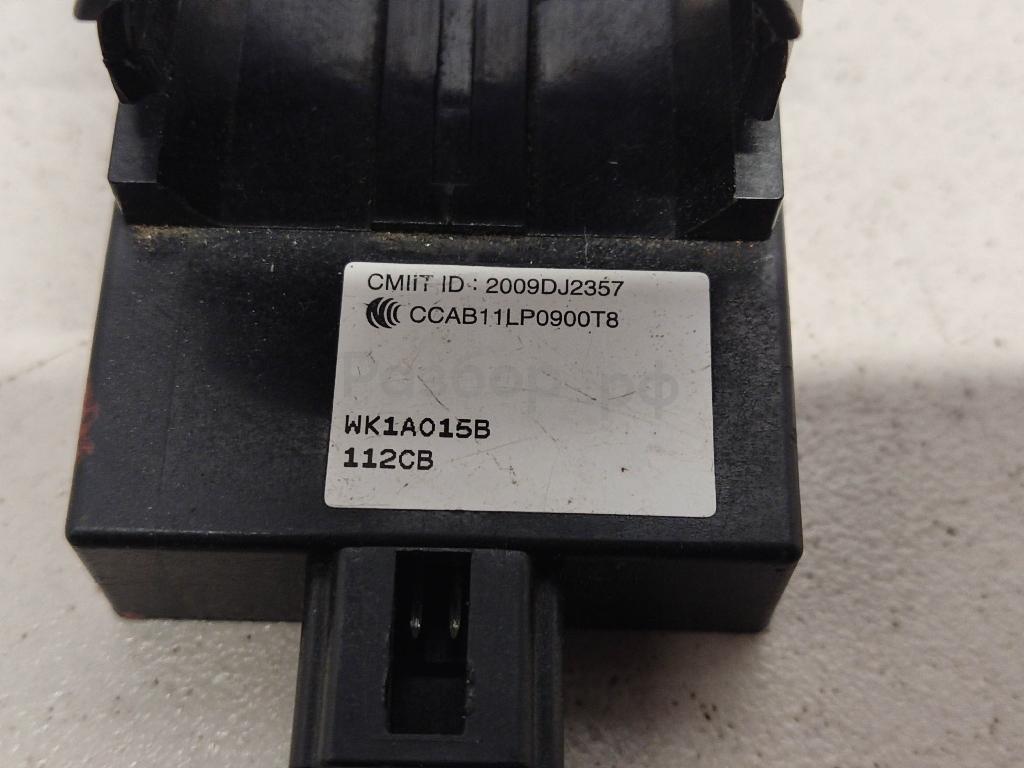 CMIIT ID : 2009DJ2357
CCAB11LP0900T8
Разбор.рф
WK1A015B
112CB